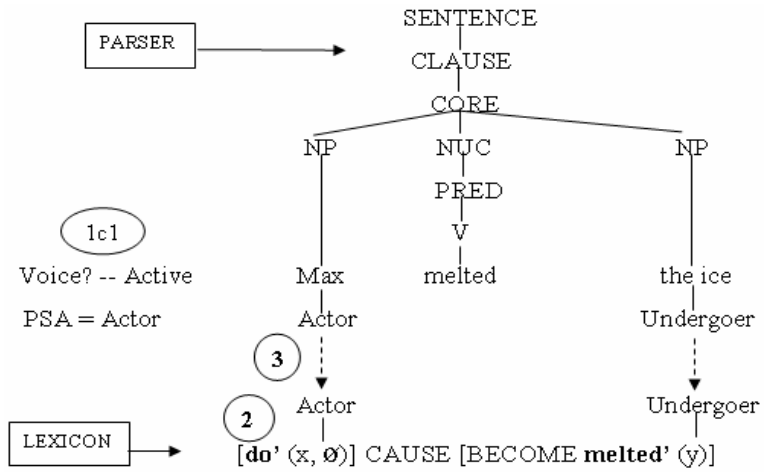 SENTENCE
PARSER
CLAUSE
CORE
NP NUC NP
PRED
1c1
V
Voice? -- Active Max melted the ice
PSA = Actor Actor Undergoer
3
2 Actor Undergoer
LEXICON [do' (x, Ø)] CAUSE [BECOME melted' (y)]